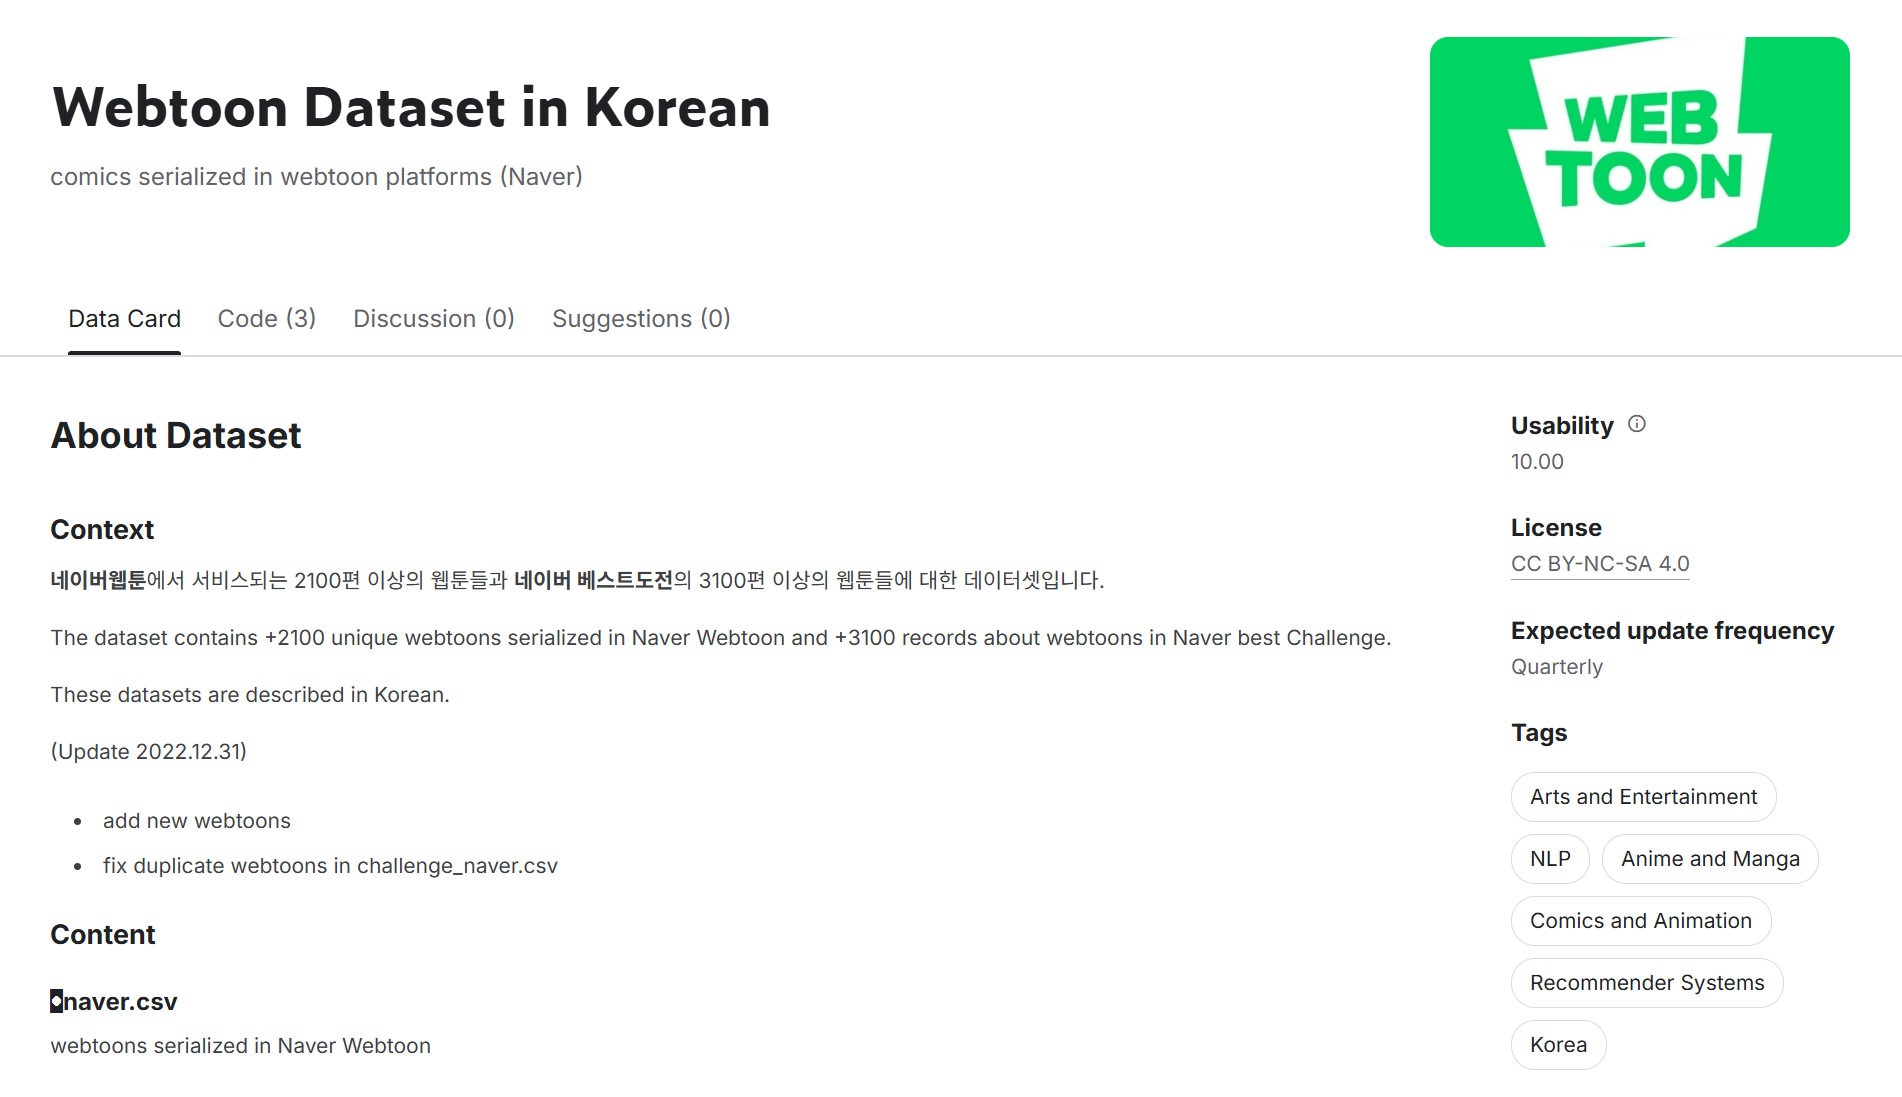 Webtoon Dataset in Korean
comics serialized in webtoon platforms (Naver)
WEB
TOON
Data Card
Code (3)
Discussion (0)
Suggestions (0)
About Dataset
Context
네이버웹툰에서 서비스되는 2100편 이상의 웹툰들과 네이버 베스트도전의 3100편 이상의 웹툰들에 대한 데이터셋입니다.
The dataset contains +2100 unique webtoons serialized in Naver Webtoon and +3100 records about webtoons in Naver best Challenge.
These datasets are described in Korean.
(Update 2022.12.31)
• add new webtoons
• fix duplicate webtoons in challenge_naver.csv
Content
naver.csv
webtoons serialized in Naver Webtoon
Usability
10.00
License
CC BY-NC-SA 4.0
Expected update frequency
Quarterly
Tags
Arts and Entertainment
NLP
Anime and Manga
Comics and Animation
Recommender Systems
Korea